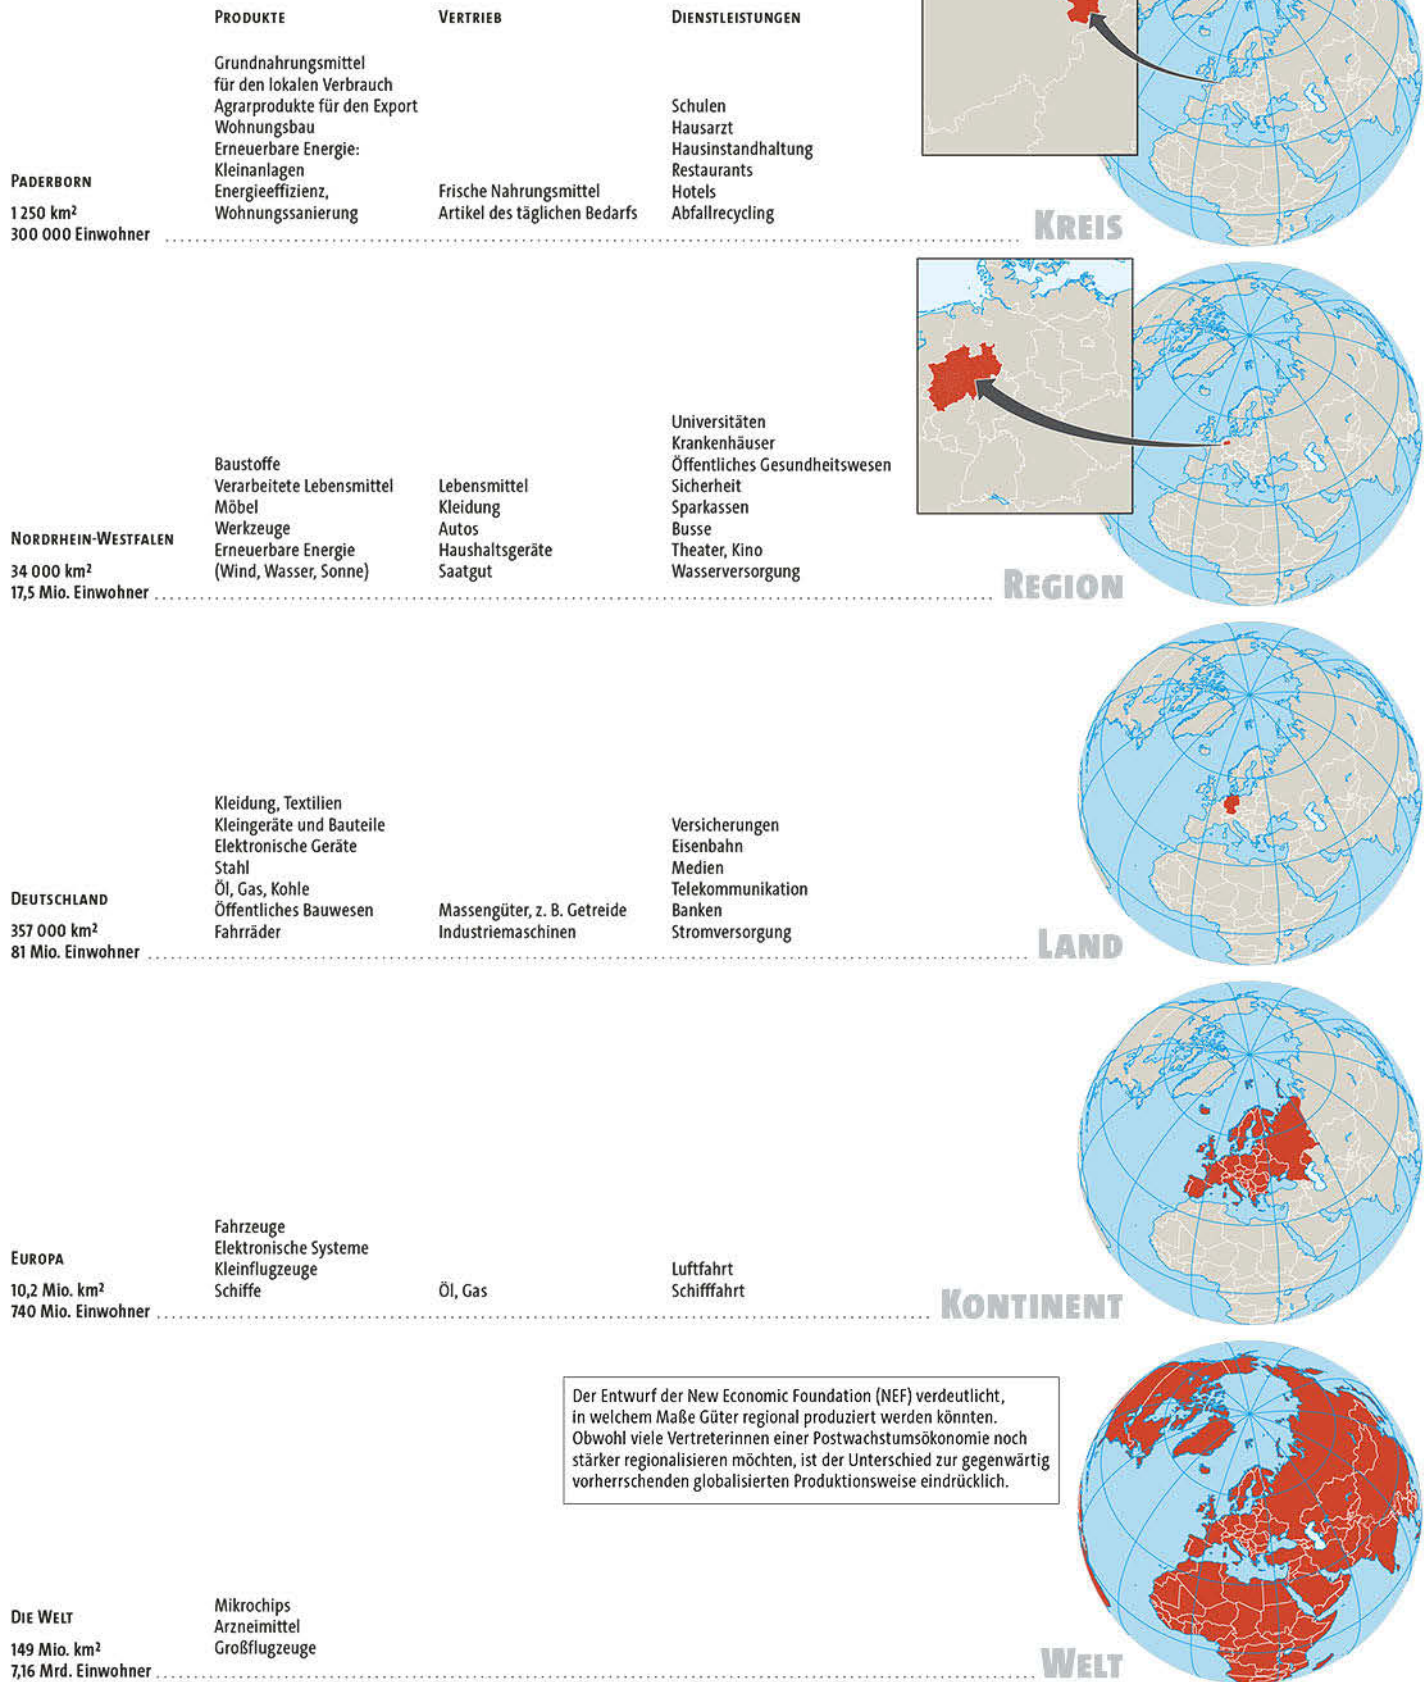 PRODUKTE
VERTRIEB
DIENSTLEISTUNGEN
PADERBORN
1 250 km²
300 000 Einwohner
Grundnahrungsmittel
für den lokalen Verbrauch
Agrarprodukte für den Export
Wohnungsbau
Erneuerbare Energie:
Kleinanlagen
Energieeffizienz,
Wohnungssanierung
Frische Nahrungsmittel
Artikel des täglichen Bedarfs
Schulen
Hausarzt
Hausinstandhaltung
Restaurants
Hotels
Abfallrecycling
KREIS
NORDRHEIN-WESTFALEN
34 000 km²
17,5 Mio. Einwohner
Baustoffe
Verarbeitete Lebensmittel
Möbel
Werkzeuge
Erneuerbare Energie
(Wind, Wasser, Sonne)
Lebensmittel
Kleidung
Autos
Haushaltsgeräte
Saatgut
Universitäten
Krankenhäuser
Öffentliches Gesundheitswesen
Sicherheit
Sparkassen
Busse
Theater, Kino
Wasserversorgung
REGION
DEUTSCHLAND
357 000 km²
81 Mio. Einwohner
Kleidung, Textilien
Kleingeräte und Bauteile
Elektronische Geräte
Stahl
Öl, Gas, Kohle
Öffentliches Bauwesen
Fahrräder
Massengüter, z. B. Getreide
Industriemaschinen
Versicherungen
Eisenbahn
Medien
Telekommunikation
Banken
Stromversorgung
LAND
EUROPA
10,2 Mio. km²
740 Mio. Einwohner
Fahrzeuge
Elektronische Systeme
Kleinflugzeuge
Schiffe
Öl, Gas
Luftfahrt
Schifffahrt
KONTINENT
Der Entwurf der New Economic Foundation (NEF) verdeutlicht,
in welchem Maße Güter regional produziert werden könnten.
Obwohl viele Vertreterinnen einer Postwachstumsökonomie noch
stärker regionalisieren möchten, ist der Unterschied zur gegenwärtig
vorherrschenden globalisierten Produktionsweise eindrücklich.
DIE WELT
149 Mio. km²
7,16 Mrd. Einwohner
Mikrochips
Arzneimittel
Großflugzeuge
WELT